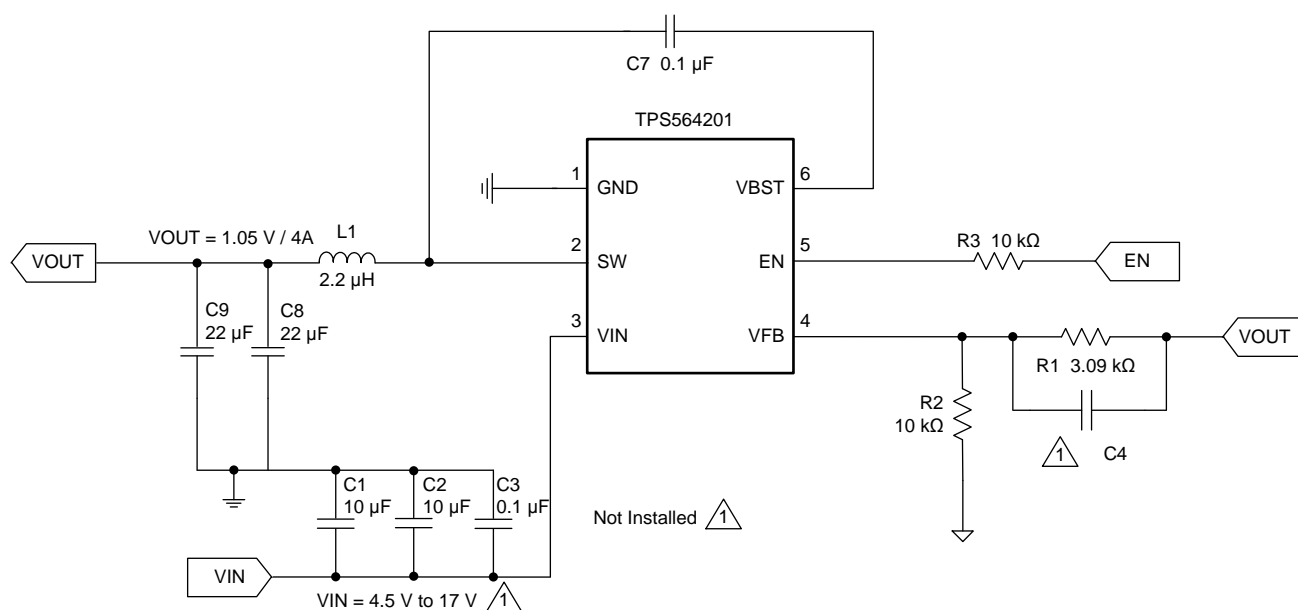 C7 0.1 µF
TPS564201
1
GND
VBST
6
VOUT = 1.05 V / 4A
L1
VOUT
2.2 µH
2
SW
EN
5
R3 10 kΩ
EN
C9
22 µF
C8
22 µF
3
VIN
VFB
4
VOUT
R1 3.09 kΩ
R2
10 kΩ
1
C4
C1
10 µF
C2
10 µF
C3
0.1 µF
Not Installed 1
VIN
VIN = 4.5 V to 17 V 1